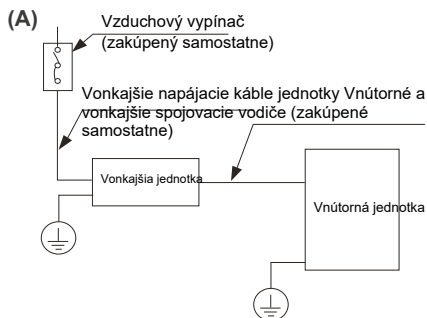 (A)
Vzduchový vypínač
(zakúpený samostatne)
Vonkajšie napájacie káble jednotky Vnútorné a
vonkajšie spojovacie vodiče (zakúpené
samostatne)
Vonkajšia jednotka
Vnútorná jednotka